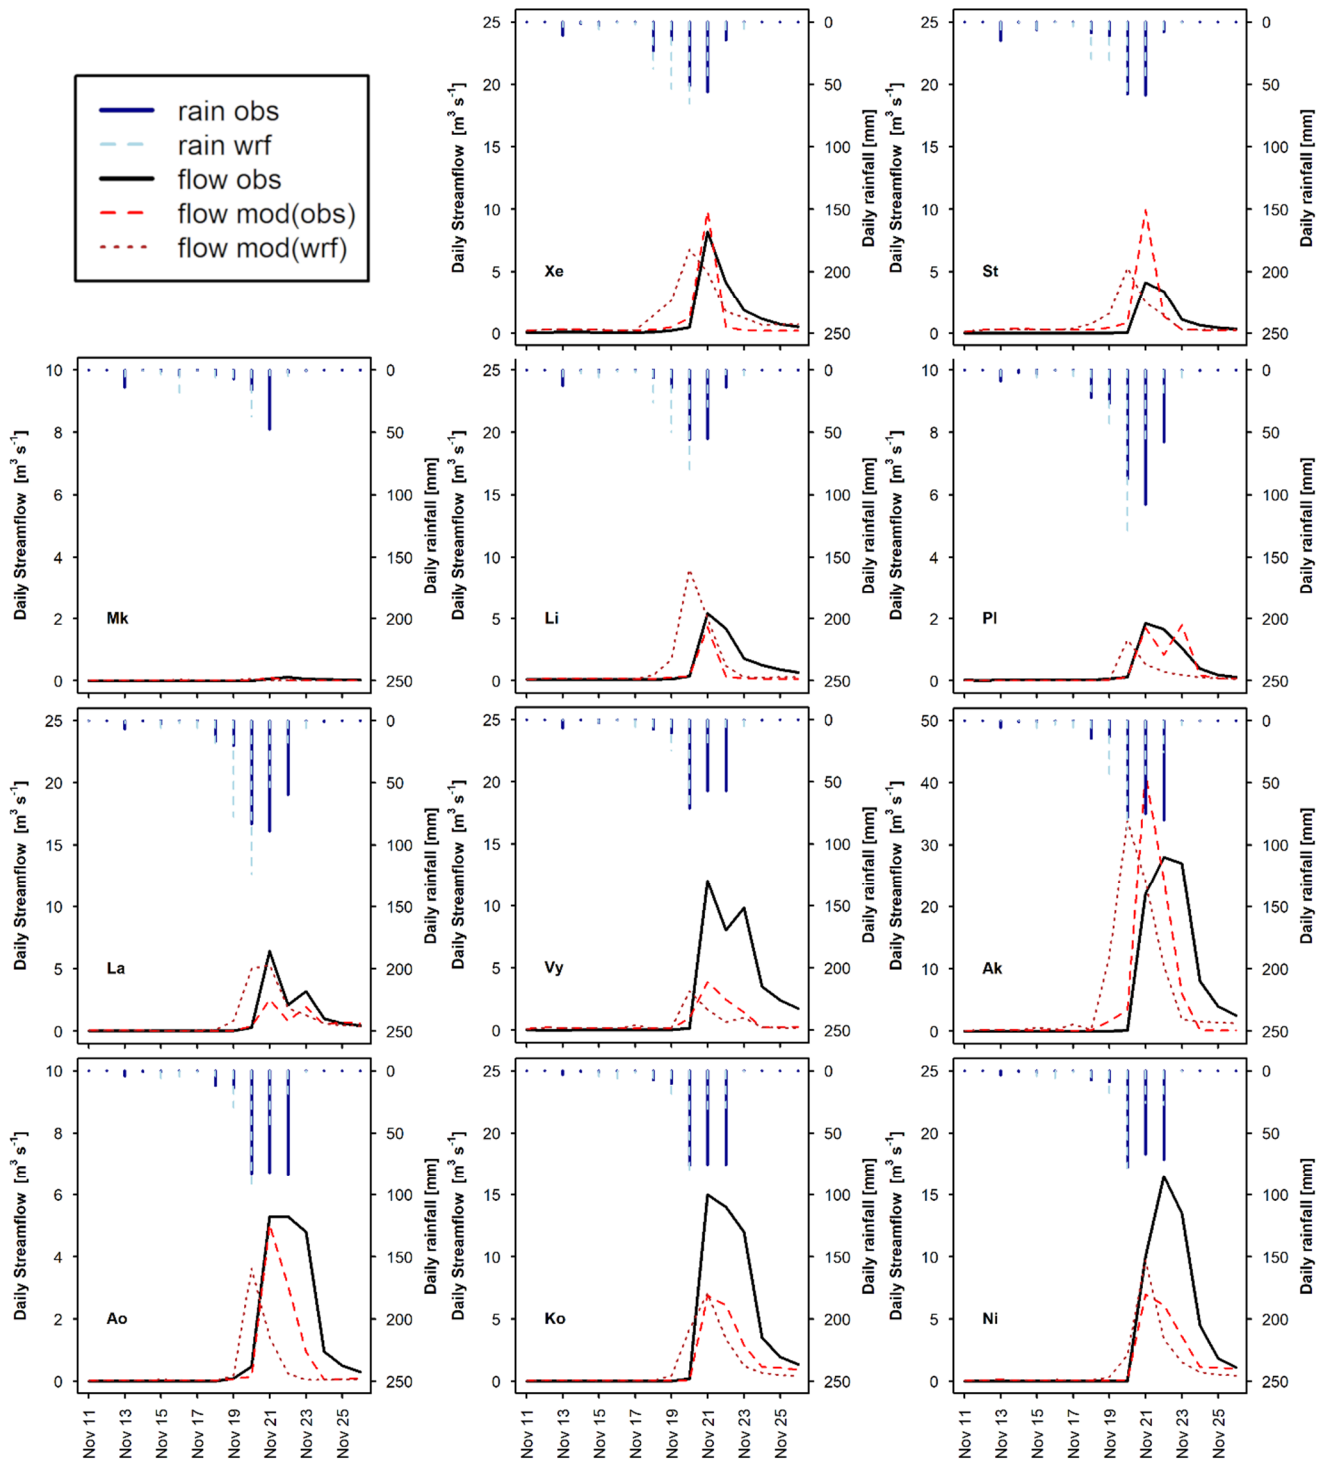 rain obs
rain wrf
flow obs
flow mod(obs)
flow mod(wrf)
Daily Streamflow [m³ s⁻¹]
25
20
15
10
5
0
Xe
0
50
100
150
200
250
Daily rainfall [mm]
Daily Streamflow [m³ s⁻¹]
25
20
15
10
5
0
St
0
50
100
150
200
250
Daily rainfall [mm]
Daily Streamflow [m³ s⁻¹]
10
8
6
4
2
0
Mk
0
50
100
150
200
250
Daily rainfall [mm]
Daily Streamflow [m³ s⁻¹]
25
20
15
10
5
0
Li
0
50
100
150
200
250
Daily rainfall [mm]
Daily Streamflow [m³ s⁻¹]
10
8
6
4
2
0
Pl
0
50
100
150
200
250
Daily rainfall [mm]
Daily Streamflow [m³ s⁻¹]
25
20
15
10
5
0
La
0
50
100
150
200
250
Daily rainfall [mm]
Daily Streamflow [m³ s⁻¹]
25
20
15
10
5
0
Vy
0
50
100
150
200
250
Daily rainfall [mm]
Daily Streamflow [m³ s⁻¹]
50
40
30
20
10
0
Ak
0
50
100
150
200
250
Daily rainfall [mm]
Daily Streamflow [m³ s⁻¹]
10
8
6
4
2
0
Ao
0
50
100
150
200
250
Daily rainfall [mm]
Nov 11
Nov 13
Nov 15
Nov 17
Nov 19
Nov 21
Nov 23
Nov 25
Daily Streamflow [m³ s⁻¹]
25
20
15
10
5
0
Ko
0
50
100
150
200
250
Daily rainfall [mm]
Nov 11
Nov 13
Nov 15
Nov 17
Nov 19
Nov 21
Nov 23
Nov 25
Daily Streamflow [m³ s⁻¹]
25
20
15
10
5
0
Ni
0
50
100
150
200
250
Daily rainfall [mm]
Nov 11
Nov 13
Nov 15
Nov 17
Nov 19
Nov 21
Nov 23
Nov 25